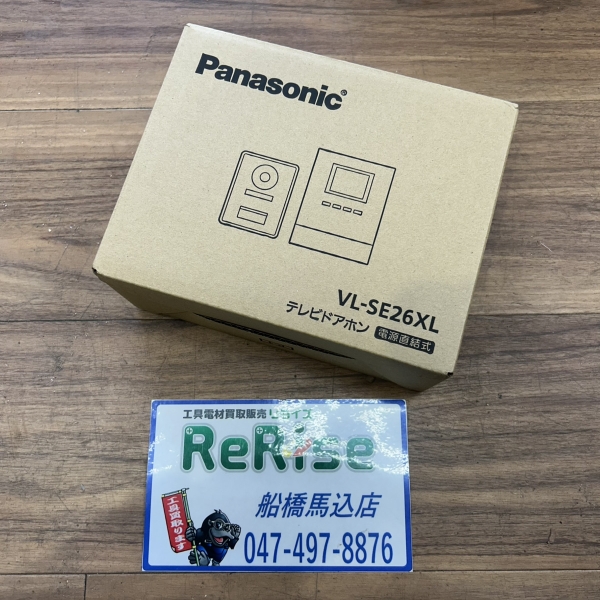 Panasonic®
VL-SE26XL
テレビドアホン 電源直結式
工具電材買取販売リライズ
ReRise
工具買取ります
船橋馬込店
047-497-8876